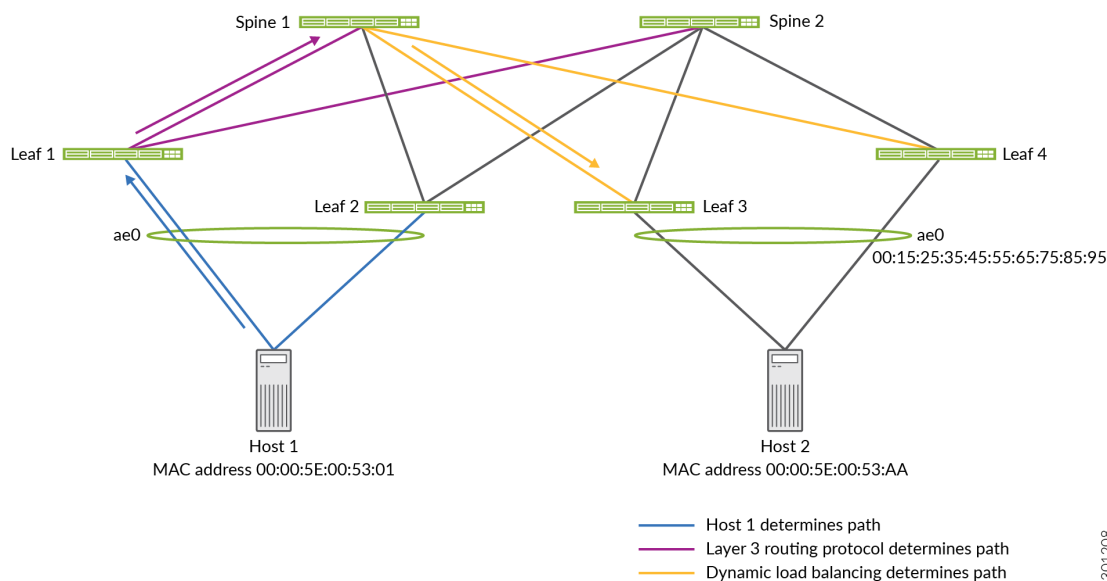 Spine 1
Spine 2
Leaf 1
Leaf 4
Leaf 2
Leaf 3
ae0
ae0
00:15:25:35:45:55:65:75:85:95
Host 1
MAC address 00:00:5E:00:53:01
Host 2
MAC address 00:00:5E:00:53:AA
Host 1 determines path
Layer 3 routing protocol determines path
Dynamic load balancing determines path